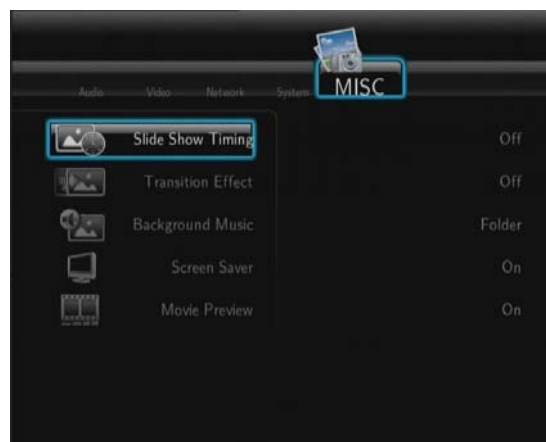 Audio Video Network System MISC
Slide Show Timing Off
Transition Effect Off
Background Music Folder
Screen Saver On
Movie Preview On